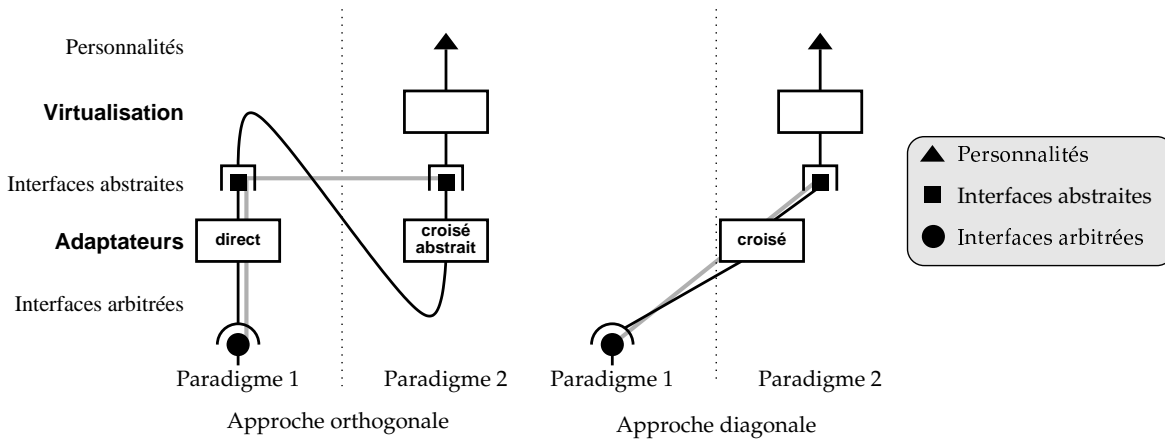 Personnalités
Virtualisation
Interfaces abstraites
Adaptateurs
Interfaces arbitrées
direct
croisé
abstrait
Paradigme 1
Paradigme 2
Approche orthogonale
croisé
Paradigme 1
Paradigme 2
Approche diagonale
Personnalités
Interfaces abstraites
Interfaces arbitrées